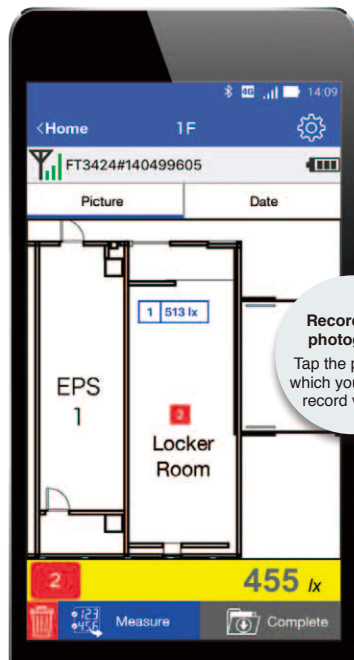 4G 14:09
<Home 1F
FT3424#140499605
Picture Date
1 513 lx
EPS
1
2
Locker
Room
Record
photog
Tap the p
which you
record v
2 455 lx
Measure Complete